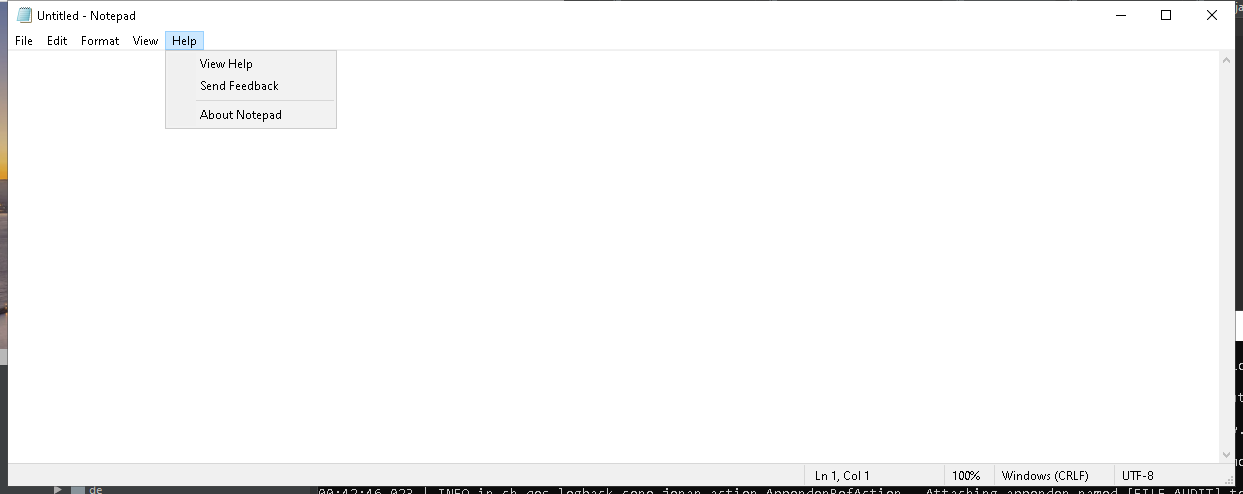 Untitled - Notepad
File Edit Format View Help
View Help
Send Feedback
About Notepad
Ln 1, Col 1 100% Windows (CRLF) UTF-8
de
00:42:46,023 | INFO in ch.qos.logback.core.joran.action.AppenderRefAction - Attaching appender named [FILE_AUDIT] t